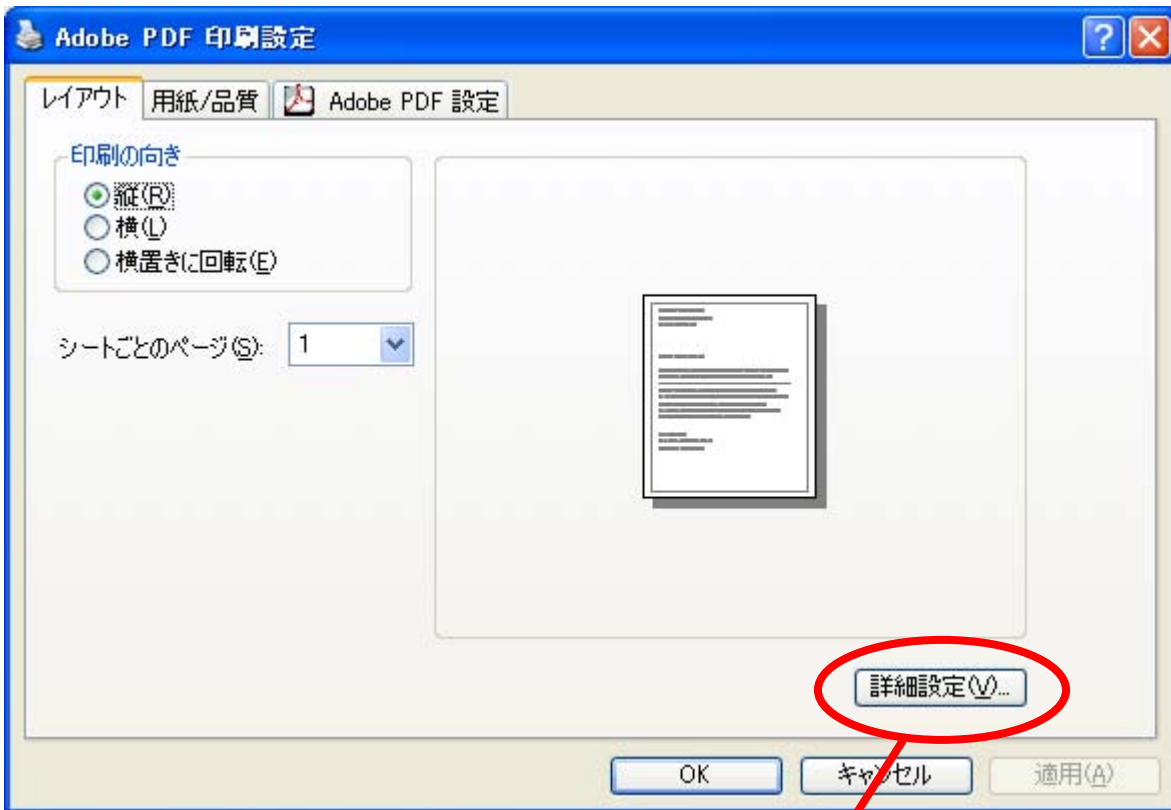 Adobe PDF 印刷設定
レイアウト 用紙/品質 Adobe PDF 設定
印刷の向き
縦(R)
横(L)
横置きに回転(E)
シートごとのページ(S): 1
詳細設定(V)...
OK キャンセル 適用(A)